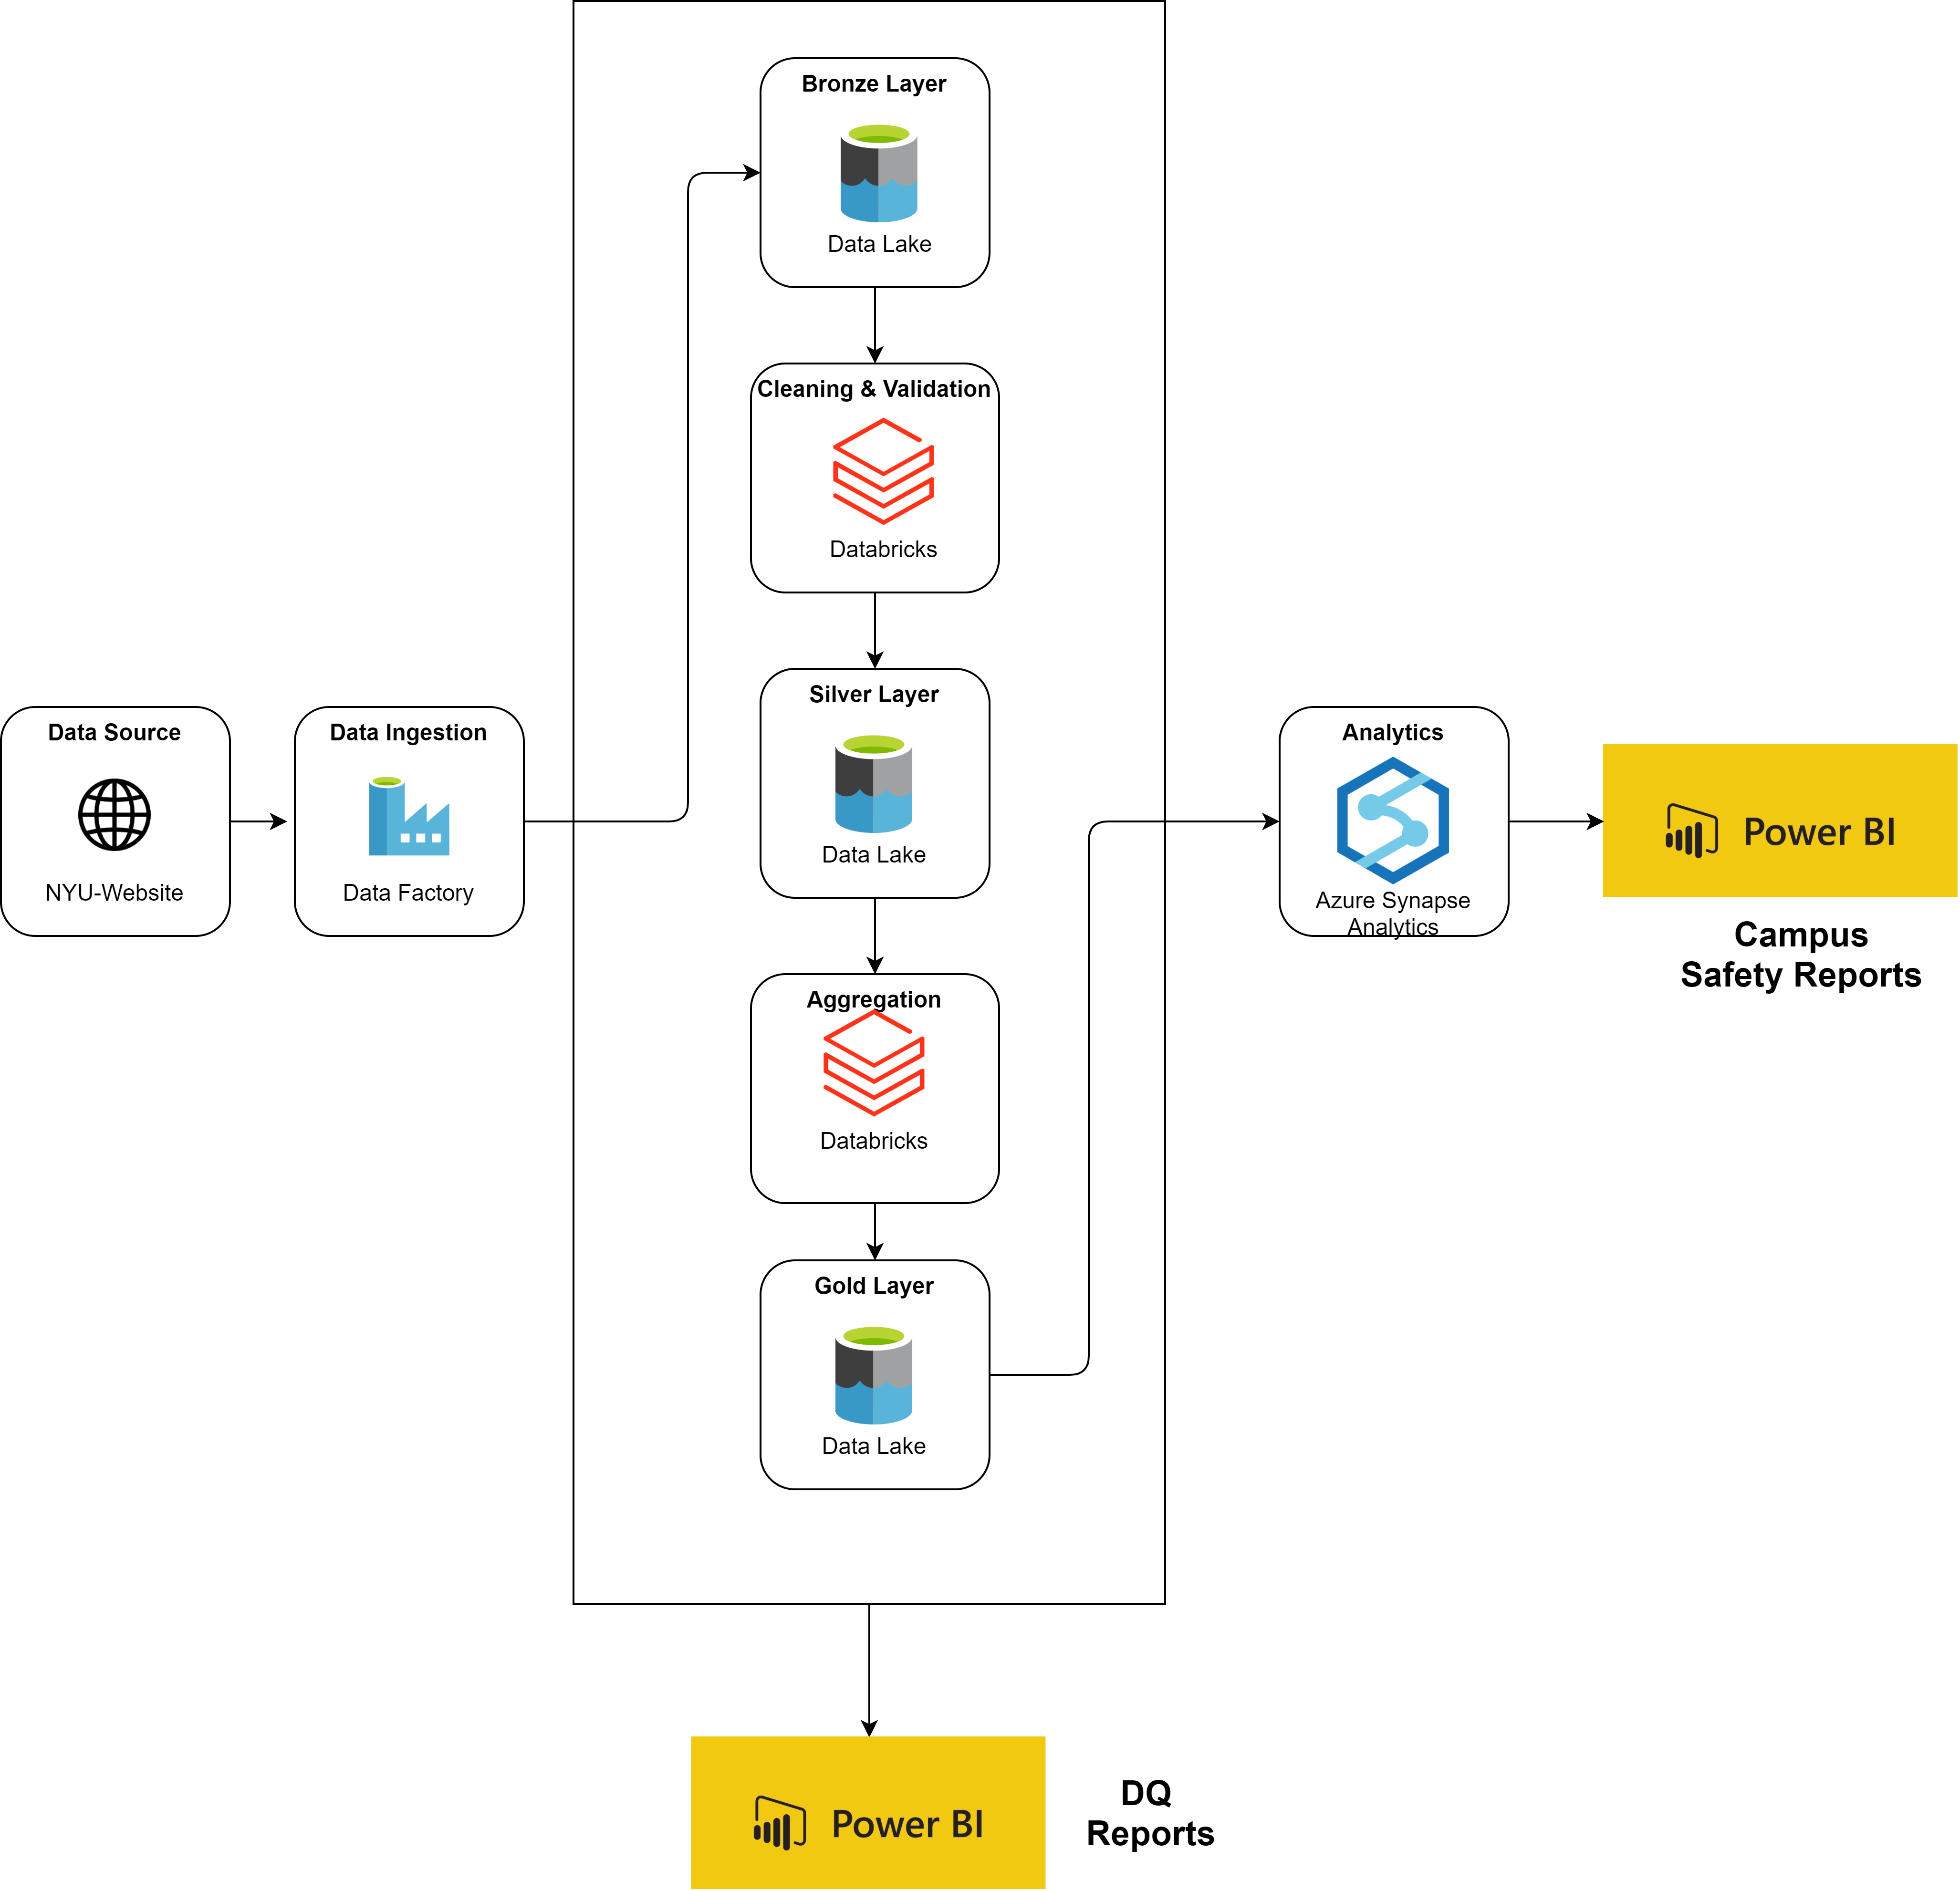 Bronze Layer
Data Lake
Cleaning & Validation
Databricks
Silver Layer
Data Lake
Data Source
NYU-Website
Data Ingestion
Data Factory
Aggregation
Databricks
Gold Layer
Data Lake
Analytics
Azure Synapse
Analytics
Power BI
Campus
Safety Reports
Power BI
DQ
Reports